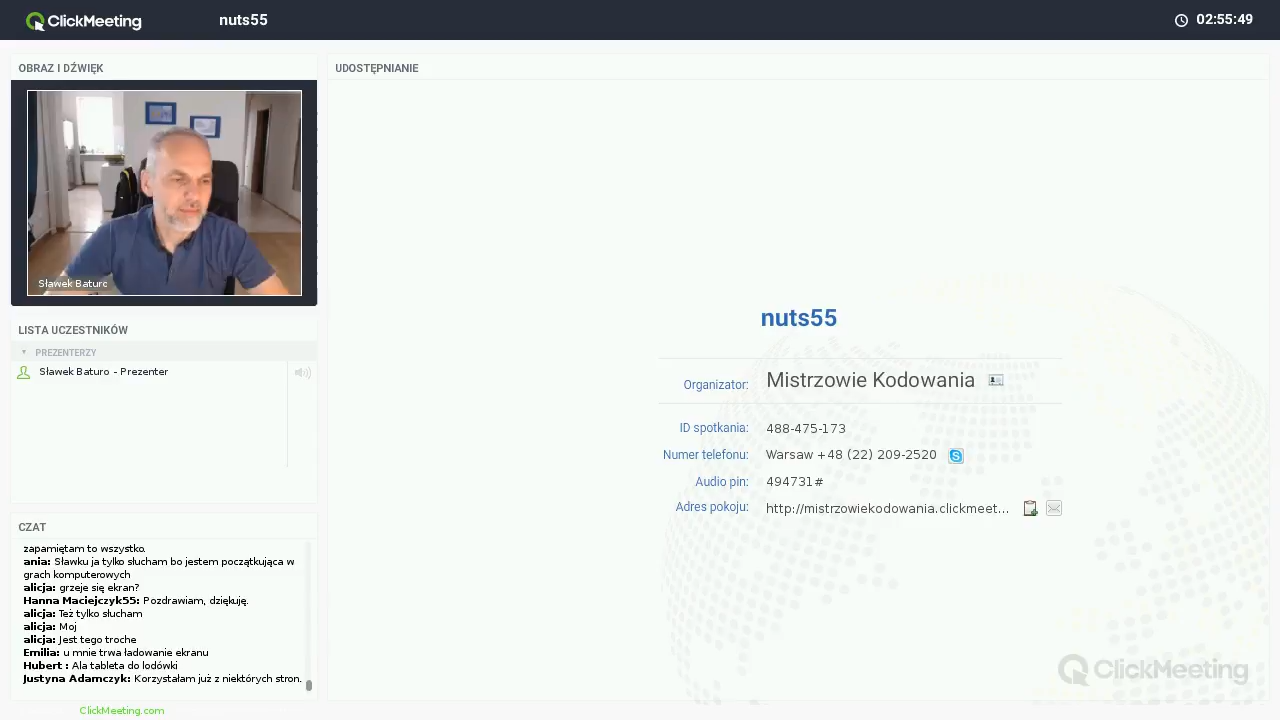 ClickMeeting
nuts55
02:55:49
OBRAZ I DŹWIĘK
Sławek Baturo
LISTA UCZESTNIKÓW
PREZENTERZY
Sławek Baturo - Prezenter
CZAT
zapamiętam to wszystko.
ania: Sławku ja tylko słucham bo jestem początkująca w
grach komputerowych
alicja: grzeje się ekran?
Hanna Maciejczyk55: Pozdrawiam, dziękuję.
alicja: Też tylko słucham
alicja: Moj
alicja: Jest tego troche
Emilia: u mnie trwa ładowanie ekranu
Hubert : Ala tableta do lodówki
Justyna Adamczyk: Korzystałam już z niektórych stron.
ClickMeeting.com
UDOSTĘPNIANIE
nuts55
Organizator: Mistrzowie Kodowania
ID spotkania: 488-475-173
Numer telefonu: Warsaw +48 (22) 209-2520
Audio pin: 494731#
Adres pokoju: http://mistrzowiekodowania.clickmeet...
ClickMeeting